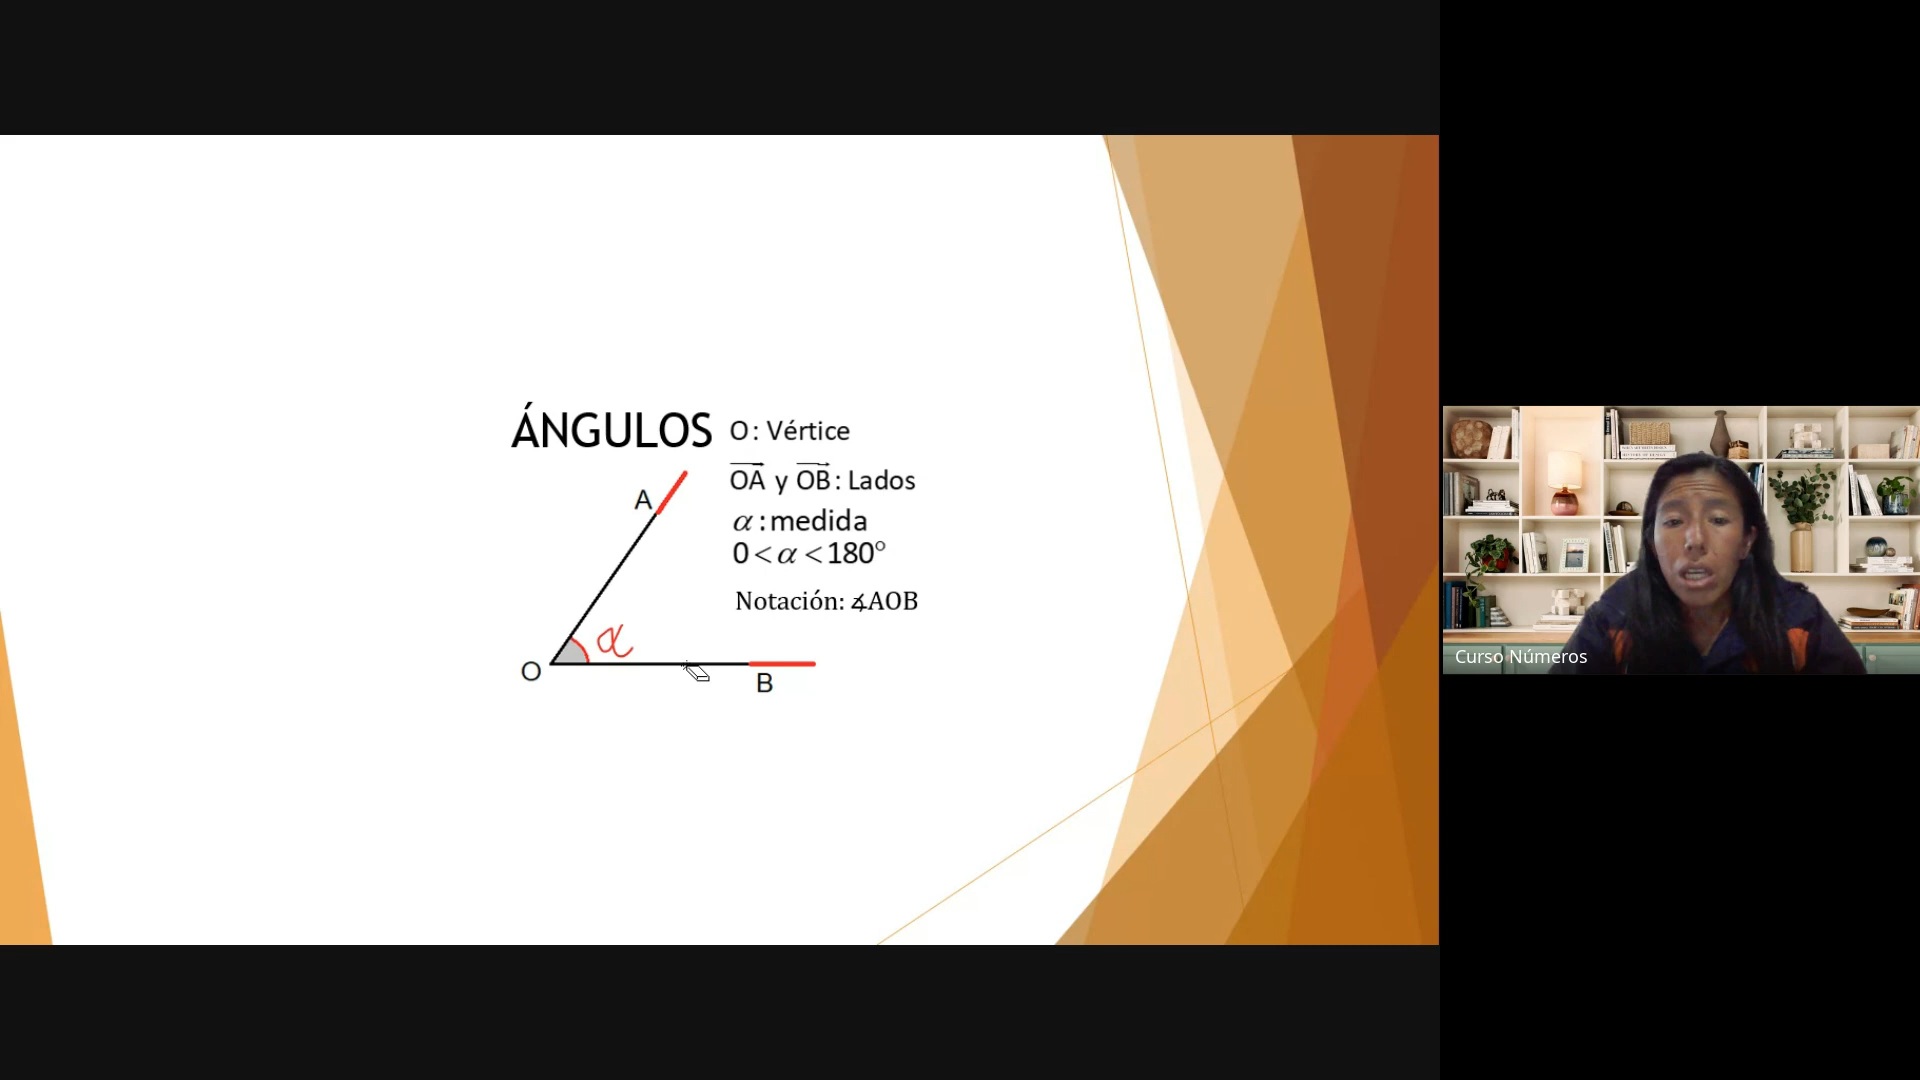 ÁNGULOS
O : Vértice
OA y OB : Lados
α : medida
0 < α < 180°
Notación: ∡AOB
A
α
O
B
Curso Números